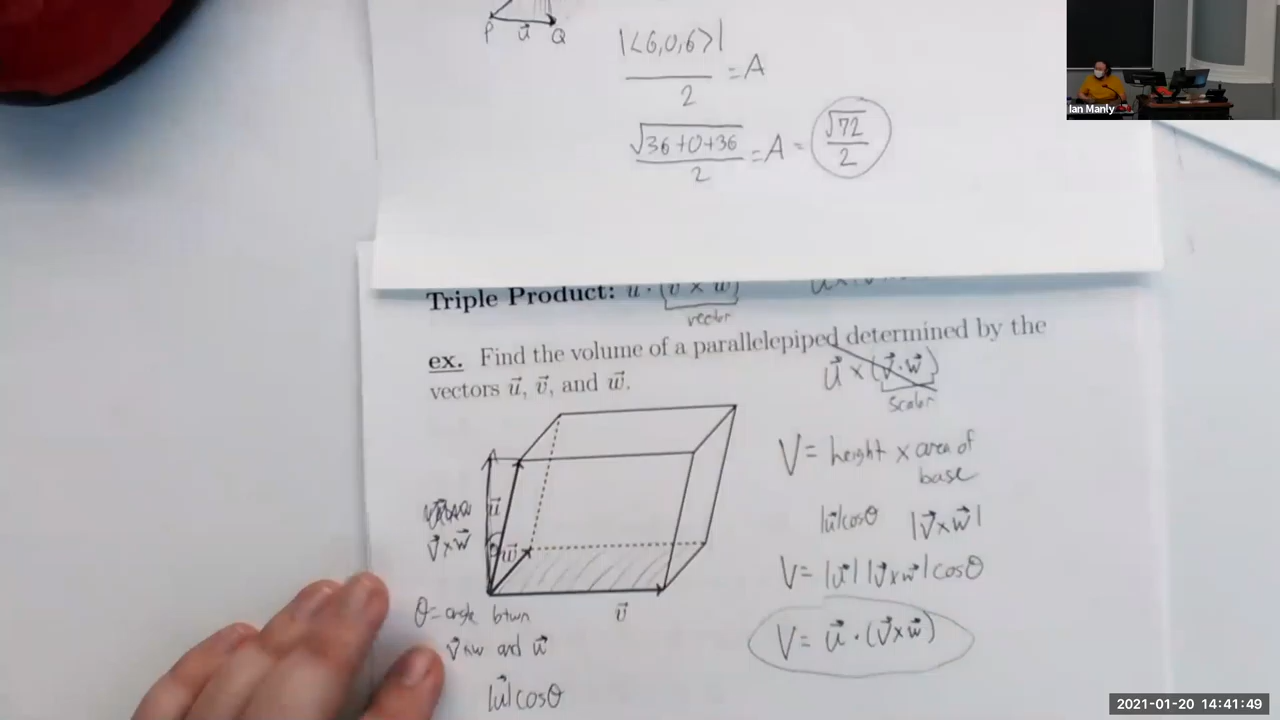 P u⃗ Q
|<6,0,6>|
2
=A
√36+0+36
2
=A=
√72
2
Ian Manly
Triple Product: u · (v × w)
vector
ex. Find the volume of a parallelepiped determined by the
vectors u⃗, v⃗, and w⃗.
u⃗ × (v⃗·w⃗)
scalar
V= height × area of
base
u⃗
v⃗×w⃗
w⃗
|u⃗|cosθ |v⃗×w⃗|
V= |u⃗| |v⃗×w⃗| cosθ
v⃗
θ= angle btwn
v⃗×w and u⃗
V= u⃗ · (v⃗×w⃗)
|u⃗|cosθ
2021-01-20 14:41:49